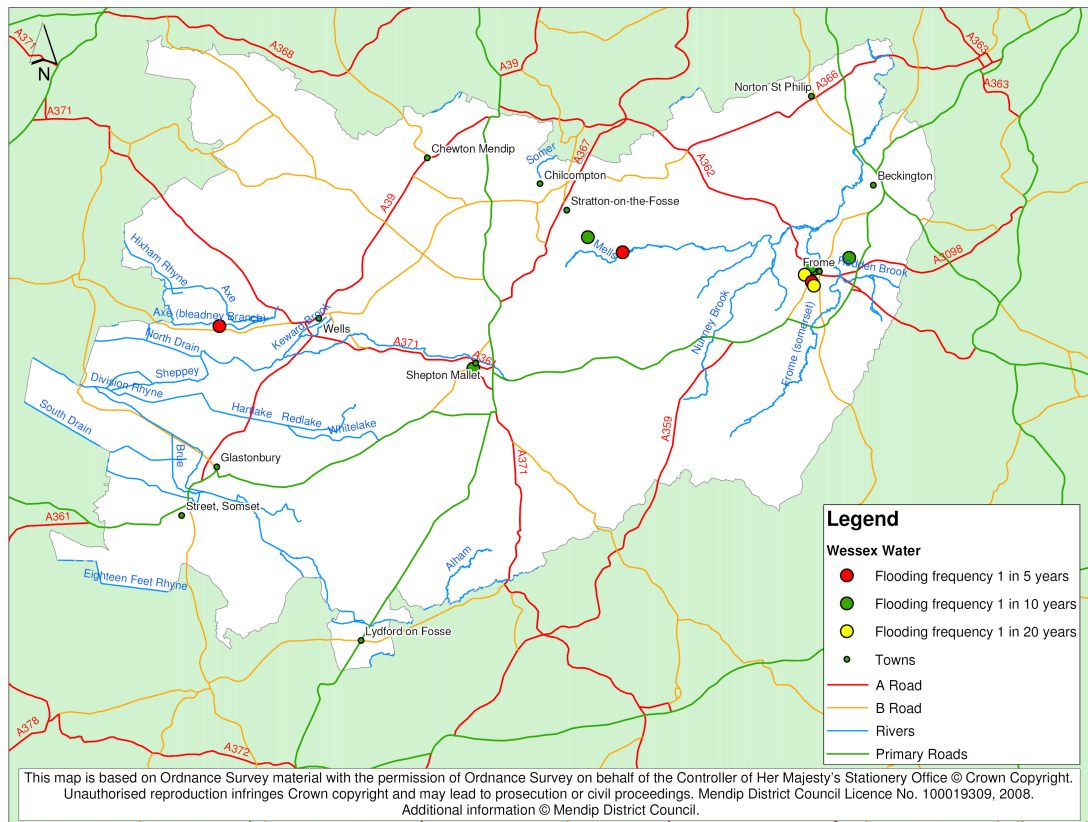 A371
A368
A39
A363
N
A366
A363
Norton St Philip
A371
A367
Chewton Mendip
Somer
A362
Chilcompton
Beckington
A39
Stratton-on-the-Fosse
Hixham Rhyne
Mells
A3098
Frome
Rodden Brook
Axe
Axe (bleadney Branch)
Keward Brook
Wells
Nunney Brook
North Drain
A371
A361
Frome (somerset)
Sheppey
Shepton Mallet
Division Rhyne
South Drain
Hartlake Redlake Whitelake
A359
Brue
Glastonbury
A371
Street, Somset
A361
Alham
Eighteen Feet Rhyne
Lydford on Fosse
A378
A372
Legend
Wessex Water
Flooding frequency 1 in 5 years
Flooding frequency 1 in 10 years
Flooding frequency 1 in 20 years
Towns
A Road
B Road
Rivers
Primary Roads
This map is based on Ordnance Survey material with the permission of Ordnance Survey on behalf of the Controller of Her Majesty's Stationery Office © Crown Copyright.
Unauthorised reproduction infringes Crown copyright and may lead to prosecution or civil proceedings. Mendip District Council Licence No. 100019309, 2008.
Additional information © Mendip District Council.